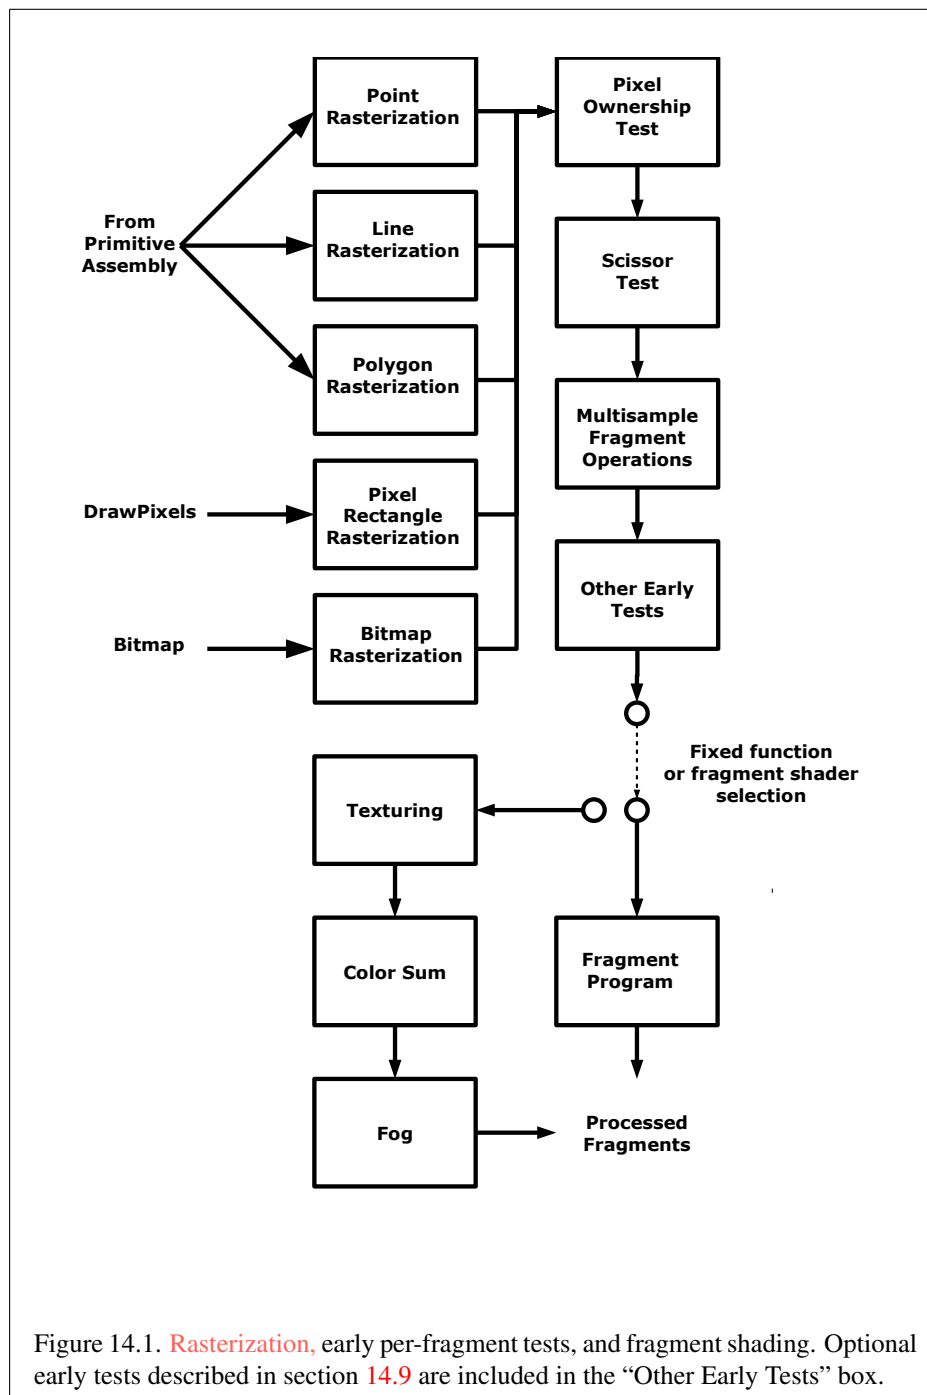 Point
Rasterization
Pixel
Ownership
Test
From
Primitive
Assembly
Line
Rasterization
Scissor
Test
Polygon
Rasterization
Multisample
Fragment
Operations
DrawPixels
Pixel
Rectangle
Rasterization
Other Early
Tests
Bitmap
Bitmap
Rasterization
Fixed function
or fragment shader
selection
Texturing
Color Sum
Fragment
Program
Fog
Processed
Fragments
Figure 14.1. Rasterization, early per-fragment tests, and fragment shading. Optional
early tests described in section 14.9 are included in the “Other Early Tests” box.